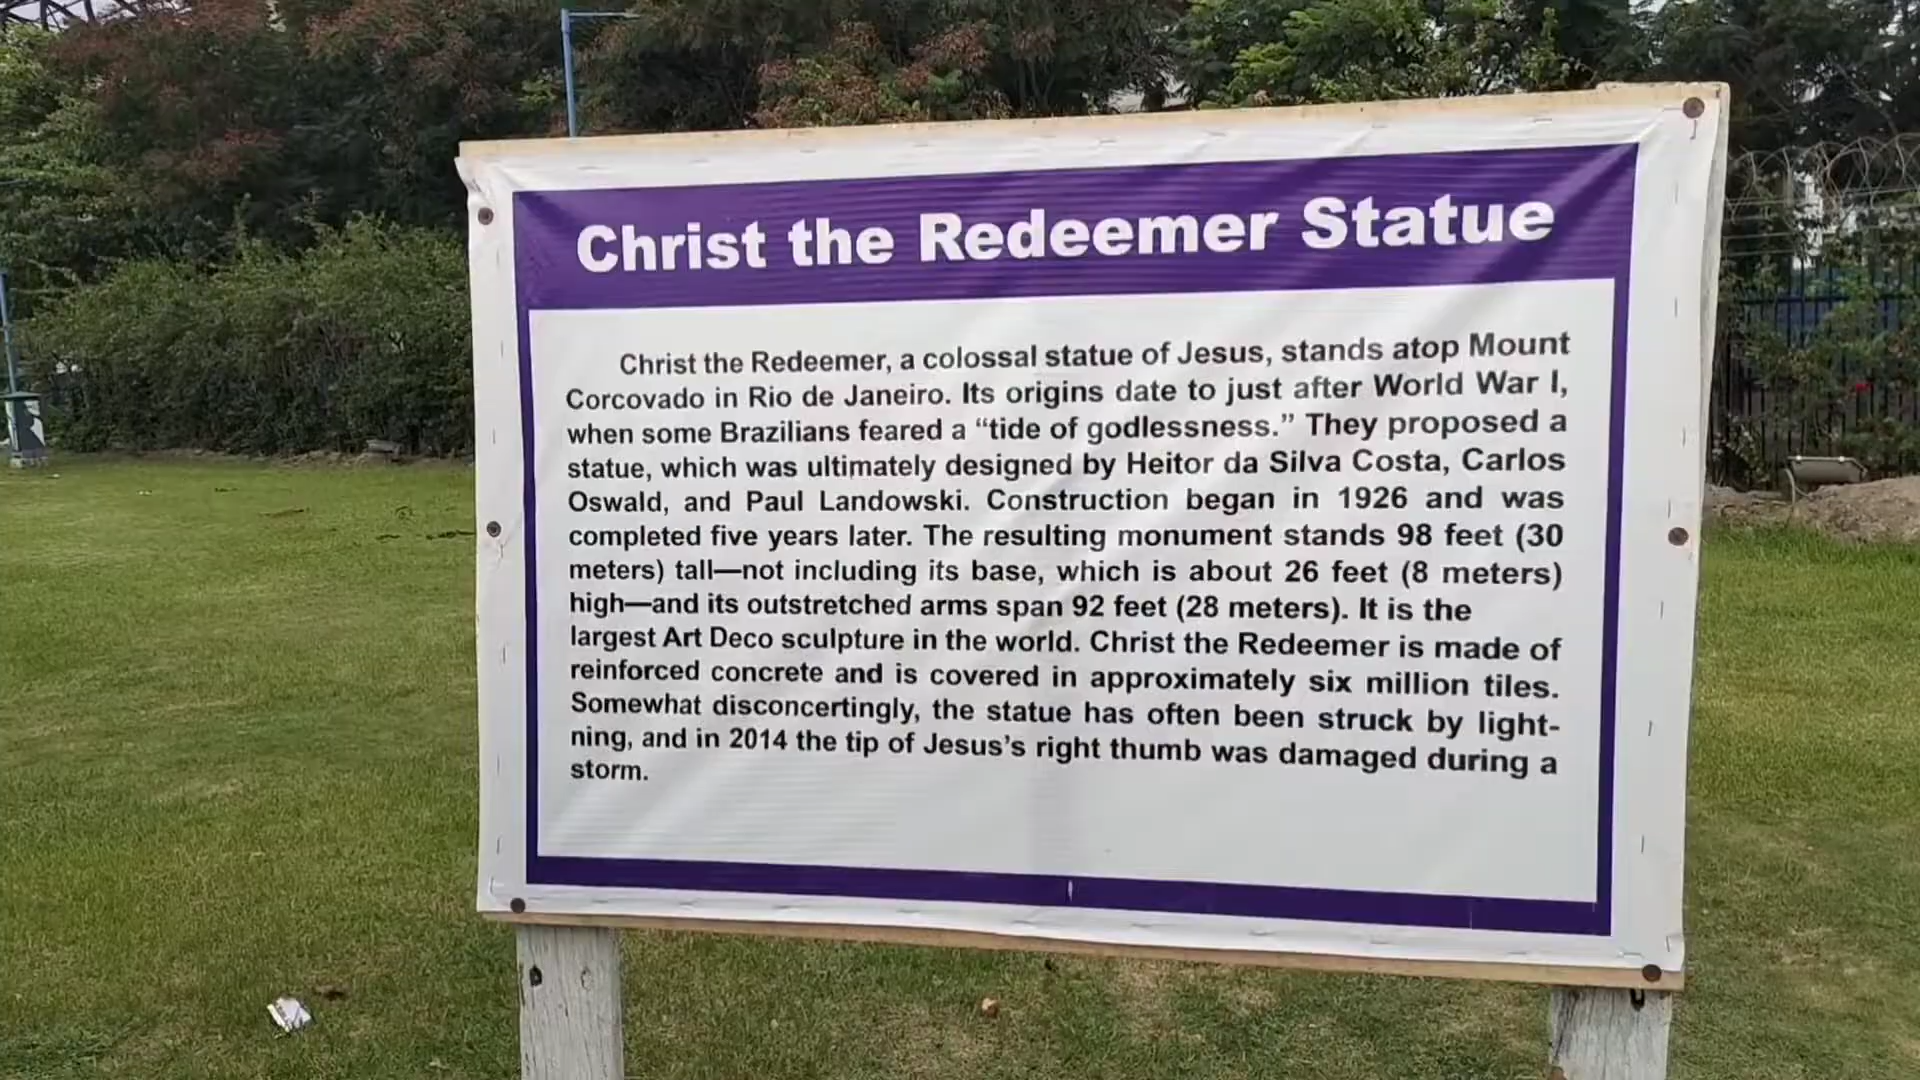 Christ the Redeemer Statue
Christ the Redeemer, a colossal statue of Jesus, stands atop Mount
Corcovado in Rio de Janeiro. Its origins date to just after World War I,
when some Brazilians feared a “tide of godlessness.” They proposed a
statue, which was ultimately designed by Heitor da Silva Costa, Carlos
Oswald, and Paul Landowski. Construction began in 1926 and was
completed five years later. The resulting monument stands 98 feet (30
meters) tall—not including its base, which is about 26 feet (8 meters)
high—and its outstretched arms span 92 feet (28 meters). It is the
largest Art Deco sculpture in the world. Christ the Redeemer is made of
reinforced concrete and is covered in approximately six million tiles.
Somewhat disconcertingly, the statue has often been struck by light-
ning, and in 2014 the tip of Jesus’s right thumb was damaged during a
storm.